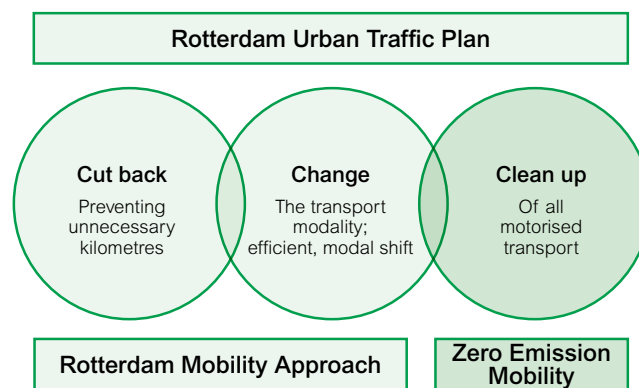 Rotterdam Urban Traffic Plan
Cut back
Preventing
unnecessary
kilometres
Change
The transport
modality;
efficient, modal shift
Clean up
Of all
motorised
transport
Rotterdam Mobility Approach
Zero Emission
Mobility